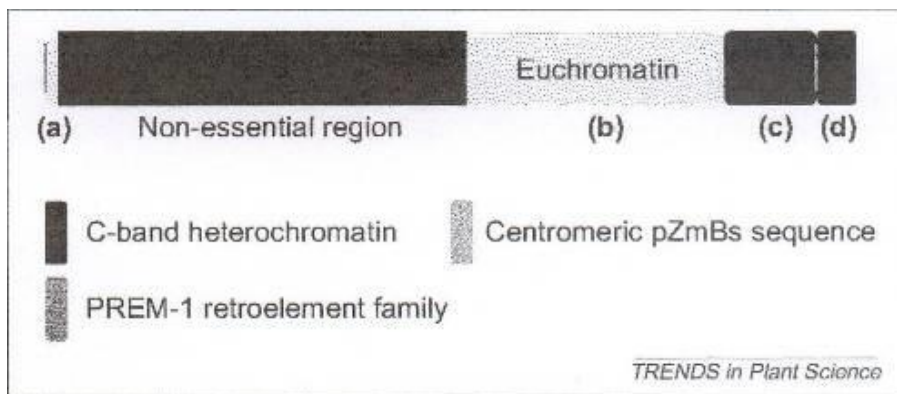 Euchromatin
(a) Non-essential region (b) (c) (d)
C-band heterochromatin Centromeric pZmBs sequence
PREM-1 retroelement family
TRENDS in Plant Science